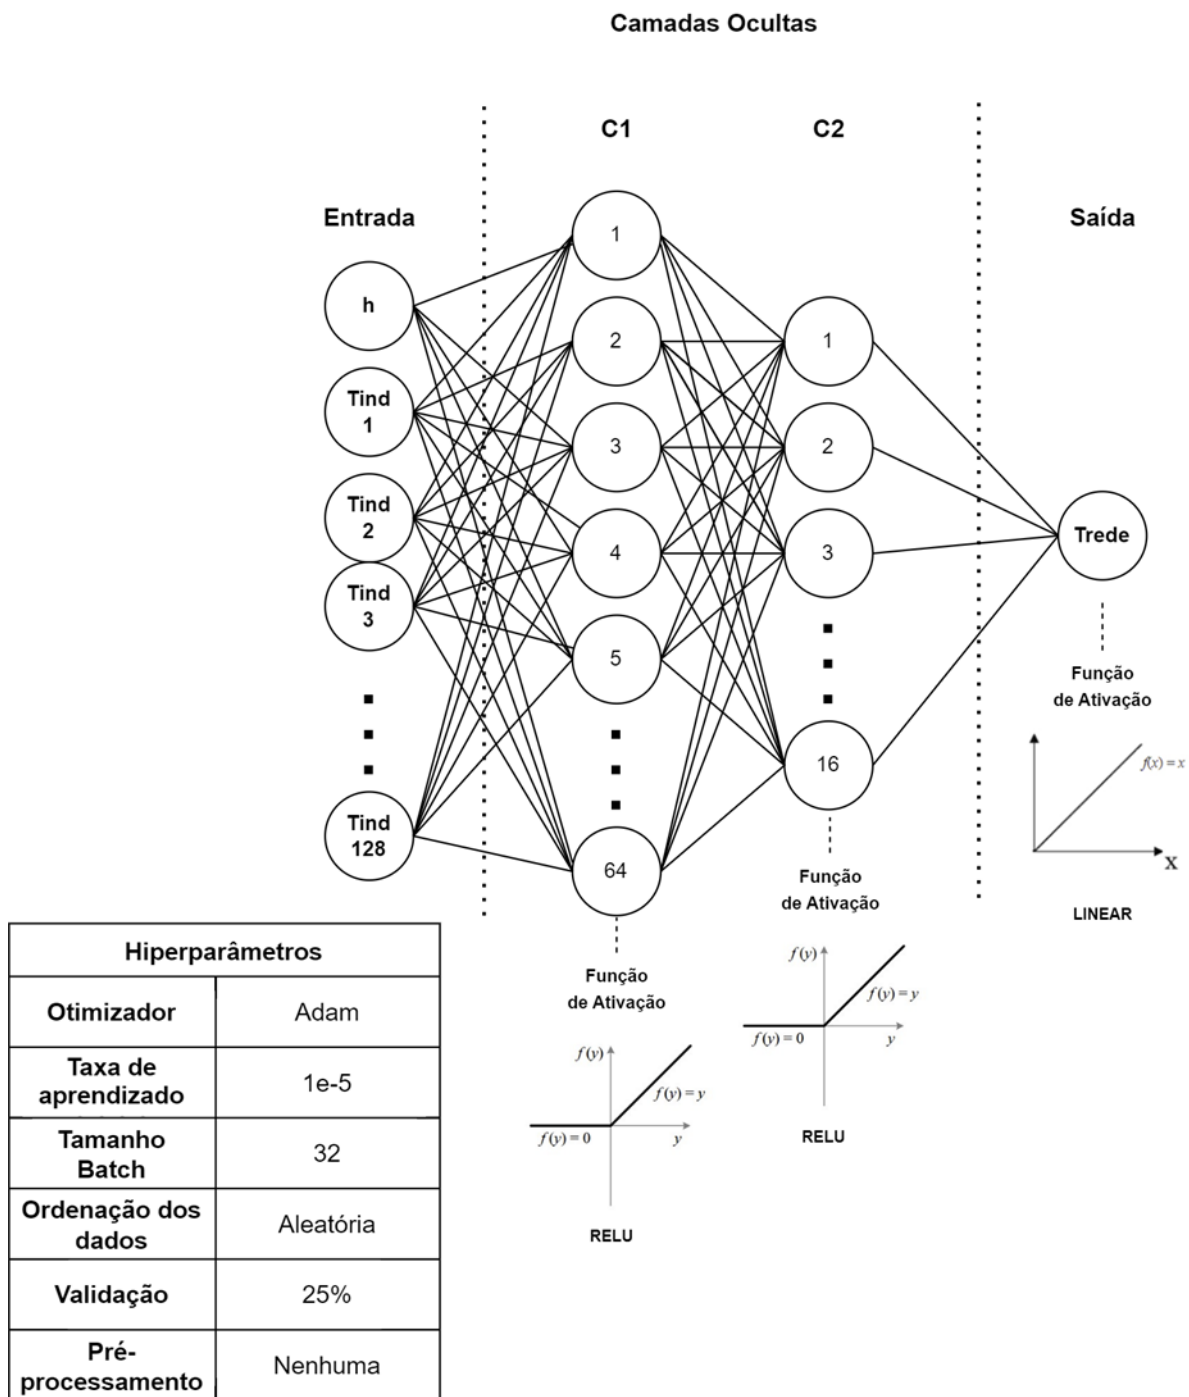 Camadas Ocultas
C1
C2
Entrada
Saída
h
Tind
1
Tind
2
Tind
3
Tind
128
1
2
3
4
5
64
1
2
3
16
Trede
Função
de Ativação
f(x) = x
X
LINEAR
Função
de Ativação
f(y)
f(y) = y
f(y) = 0
y
RELU
Função
de Ativação
f(y)
f(y) = y
f(y) = 0
y
RELU
Hiperparâmetros
Otimizador Adam
Taxa de
aprendizado 1e-5
Tamanho
Batch 32
Ordenação dos
dados Aleatória
Validação 25%
Pré-
processamento Nenhuma